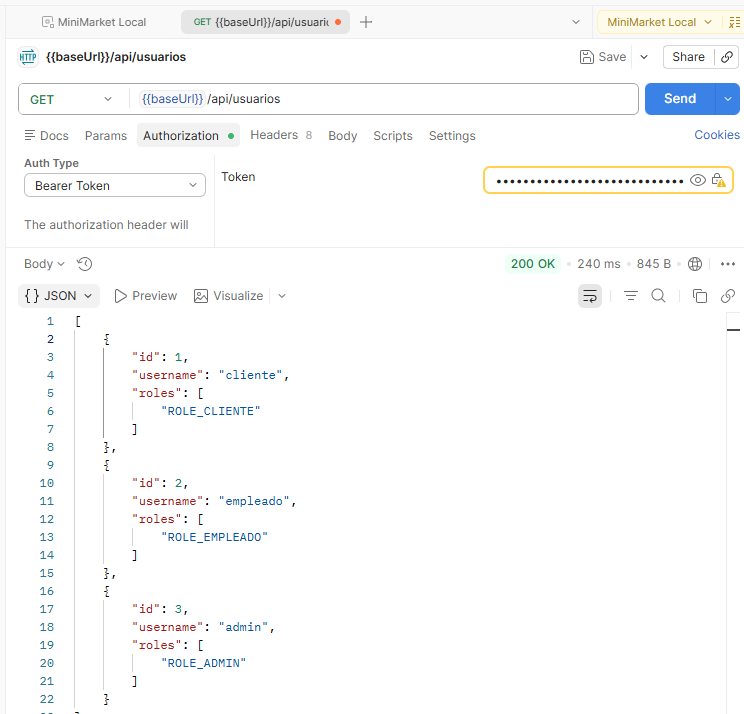 MiniMarket Local
GET {{baseUrl}}/api/usuari
MiniMarket Local
HTTP {{baseUrl}}/api/usuarios
Save
Share
GET
{{baseUrl}} /api/usuarios
Send
Docs Params Authorization Headers 8 Body Scripts Settings
Cookies
Auth Type
Bearer Token
The authorization header will
Token
Body
200 OK • 240 ms • 845 B
{} JSON
Preview
Visualize
1 [
2 {
3 "id": 1,
4 "username": "cliente",
5 "roles": [
6 "ROLE_CLIENTE"
7 ]
8 },
9 {
10 "id": 2,
11 "username": "empleado",
12 "roles": [
13 "ROLE_EMPLEADO"
14 ]
15 },
16 {
17 "id": 3,
18 "username": "admin",
19 "roles": [
20 "ROLE_ADMIN"
21 ]
22 }